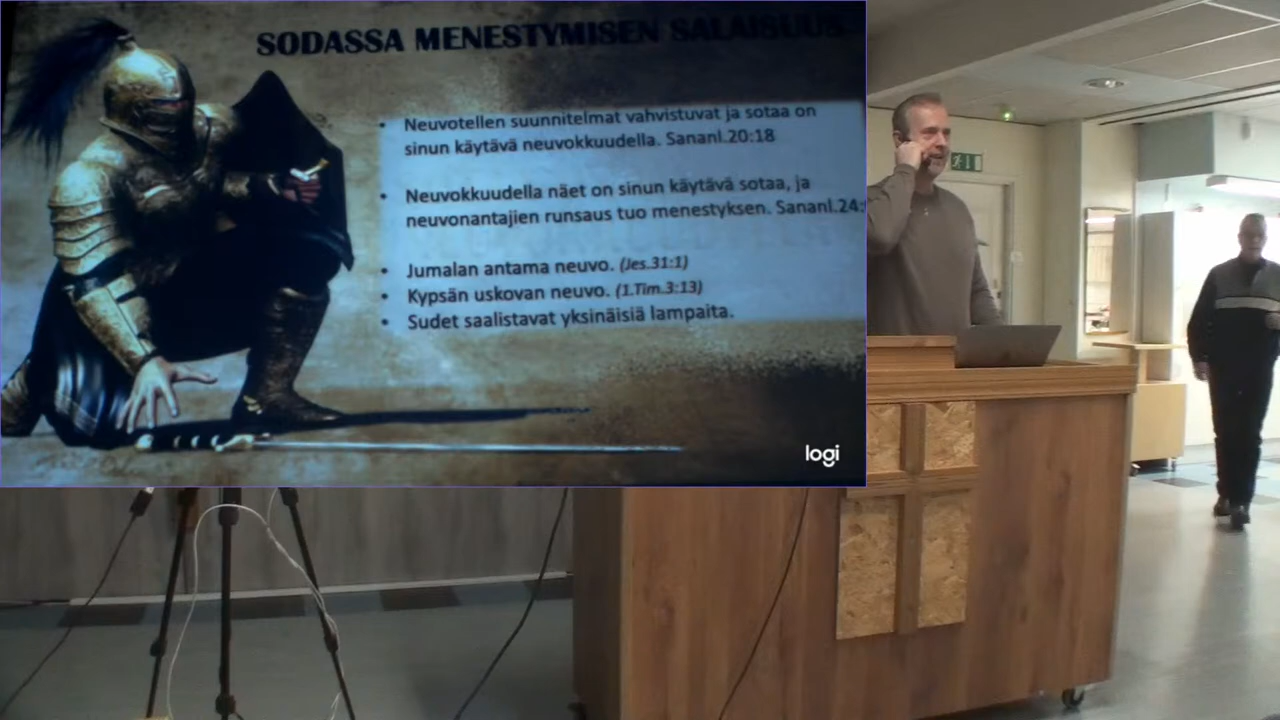 SODASSA MENESTYMISEN SALAISUUS
Neuvotellen suunnitelmat vahvistuvat ja sotaa on
sinun käytävä neuvokkuudella. Sananl.20:18
Neuvokkuudella näet on sinun käytävä sotaa, ja
neuvonantajien runsaus tuo menestyksen. Sananl.24:
Jumalan antama neuvo. (Jes.31:1)
Kypsän uskovan neuvo. (1.Tim.3:13)
Sudet saalistavat yksinäisiä lampaita.
logi